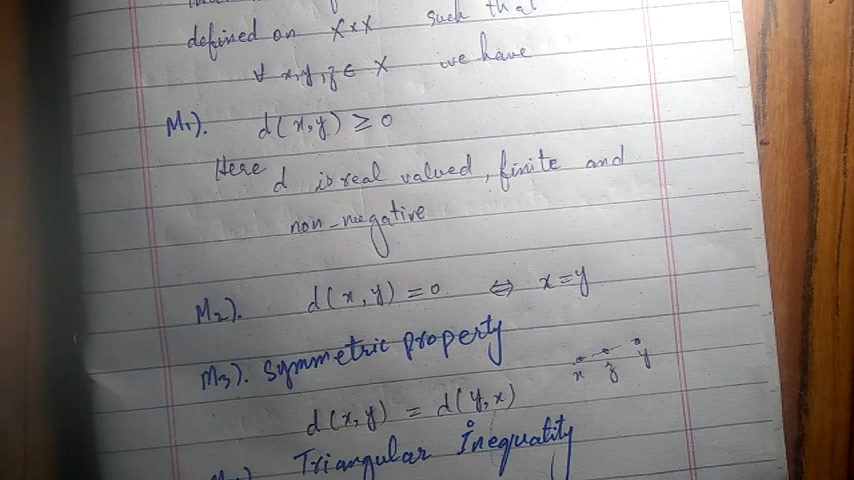 such that
defined on X×X
∀ x,y,z ∈ X we have
M₁). d(x,y) ≥ 0
Here d is real valued, finite and
non-negative
M₂). d(x,y) = 0 ⇔ x=y
M₃). Symmetric property
x z y
d(x,y) = d(y,x)
Triangular Inequality